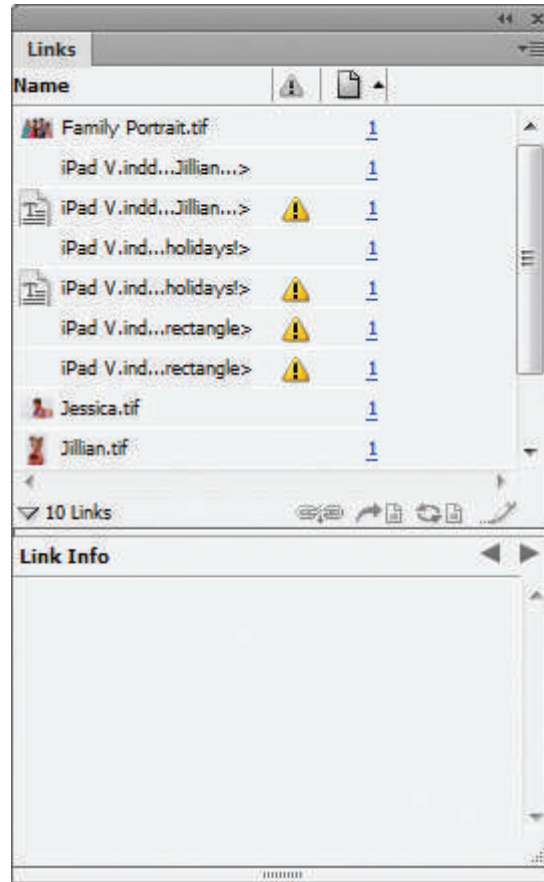 Links
Name
Family Portrait.tif 1
iPad V.indd...Jillian...> 1
iPad V.indd...Jillian...> 1
iPad V.ind...holidays!> 1
iPad V.ind...holidays!> 1
iPad V.ind...rectangle> 1
iPad V.ind...rectangle> 1
Jessica.tif 1
Jillian.tif 1
10 Links
Link Info